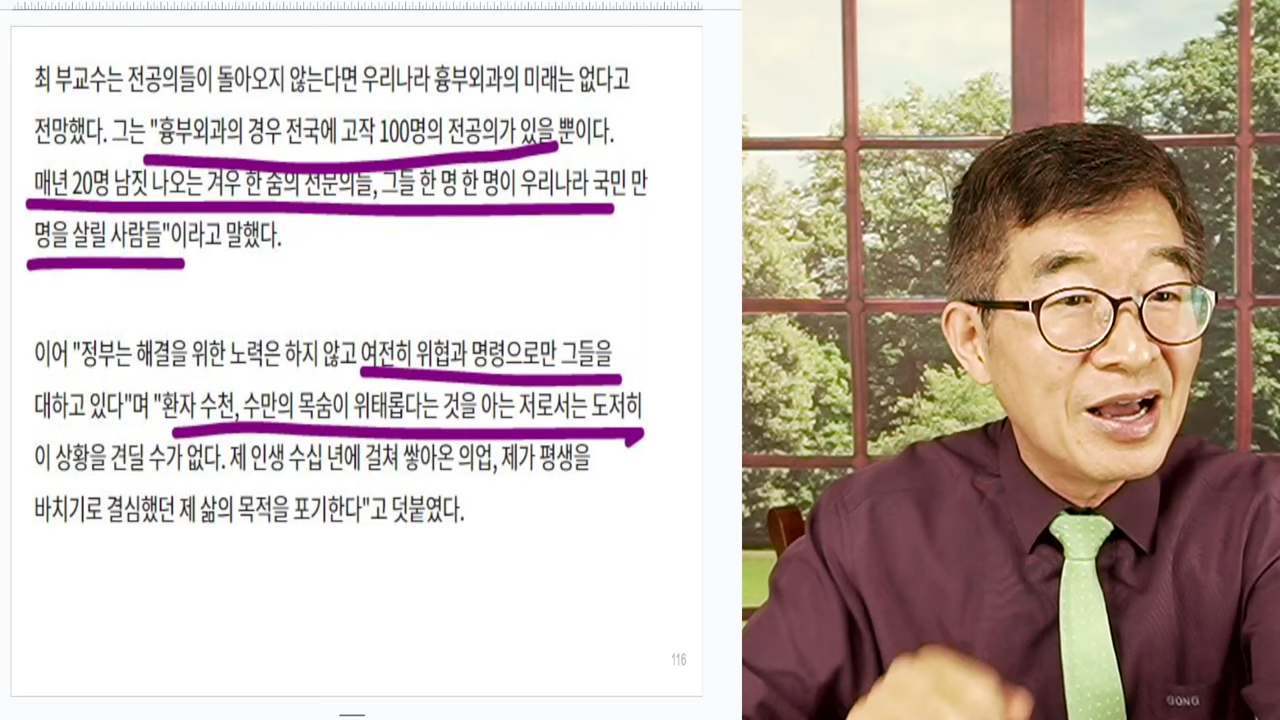 최 부교수는 전공의들이 돌아오지 않는다면 우리나라 흉부외과의 미래는 없다고
전망했다. 그는 "흉부외과의 경우 전국에 고작 100명의 전공의가 있을 뿐이다.
매년 20명 남짓 나오는 겨우 한 줌의 전문의들, 그들 한 명 한 명이 우리나라 국민 만
명을 살릴 사람들"이라고 말했다.
이어 "정부는 해결을 위한 노력은 하지 않고 여전히 위협과 명령으로만 그들을
대하고 있다"며 "환자 수천, 수만의 목숨이 위태롭다는 것을 아는 저로서는 도저히
이 상황을 견딜 수가 없다. 제 인생 수십 년에 걸쳐 쌓아온 의업, 제가 평생을
바치기로 결심했던 제 삶의 목적을 포기한다"고 덧붙였다.
116
GONG